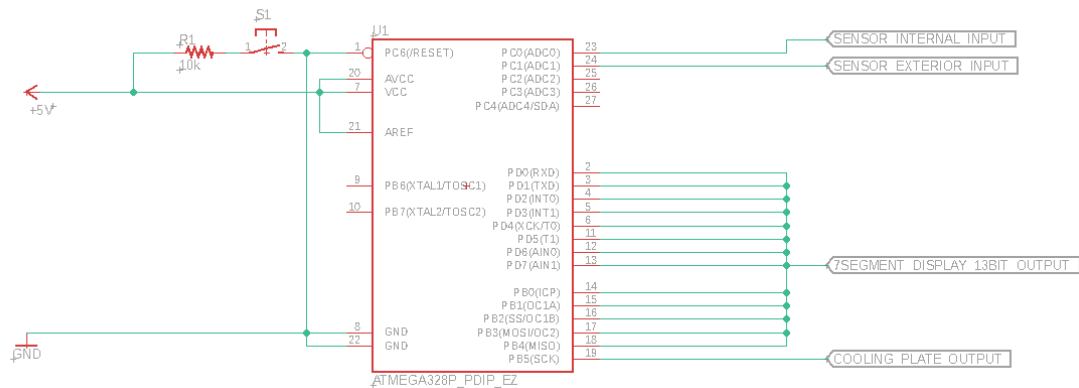 S1
R1
1
2
10k
+5V
GND
U1
1
PC6(/RESET)
20
AVCC
7
VCC
21
AREF
9
PB6(XTAL1/TOSC1)
10
PB7(XTAL2/TOSC2)
8
GND
22
GND
PC0(ADC0)
23
PC1(ADC1)
24
PC2(ADC2)
25
PC3(ADC3)
26
PC4(ADC4/SDA)
27
PD0(RXD)
2
PD1(TXD)
3
PD2(INT0)
4
PD3(INT1)
5
PD4(XCK/T0)
6
PD5(T1)
11
PD6(AIN0)
12
PD7(AIN1)
13
PB0(ICP)
14
PB1(OC1A)
15
PB2(SS/OC1B)
16
PB3(MOSI/OC2)
17
PB4(MISO)
18
PB5(SCK)
19
ATMEGA328P_PDIP_EZ
SENSOR INTERNAL INPUT
SENSOR EXTERIOR INPUT
7SEGMENT DISPLAY 13BIT OUTPUT
COOLING PLATE OUTPUT